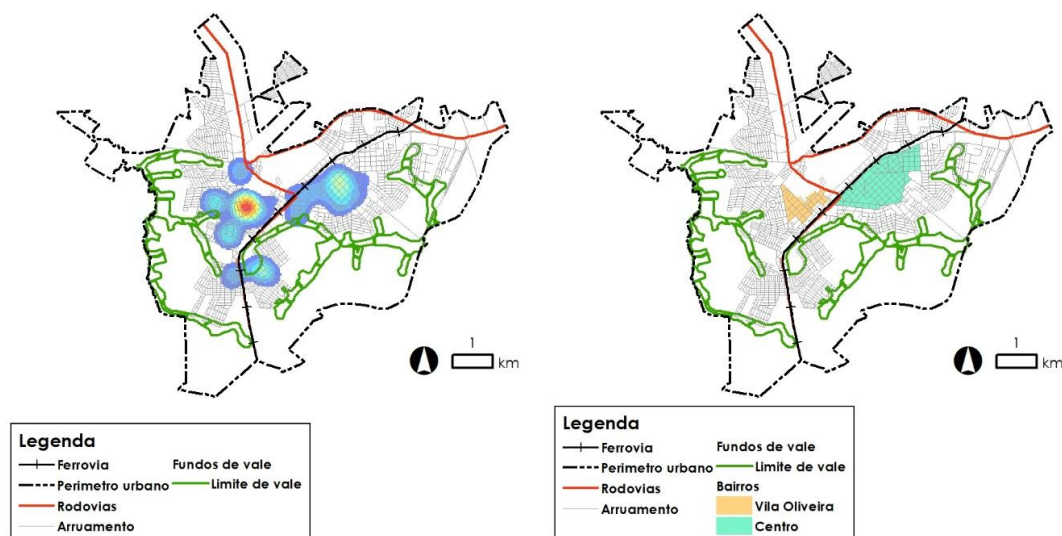 1
km
1
km
Legenda
Ferrovia Fundos de vale
Perimetro urbano Limite de vale
Rodovias
Arruamento
Legenda
Ferrovia Fundos de vale
Perimetro urbano Limite de vale
Rodovias Bairros
Arruamento Vila Oliveira
Centro